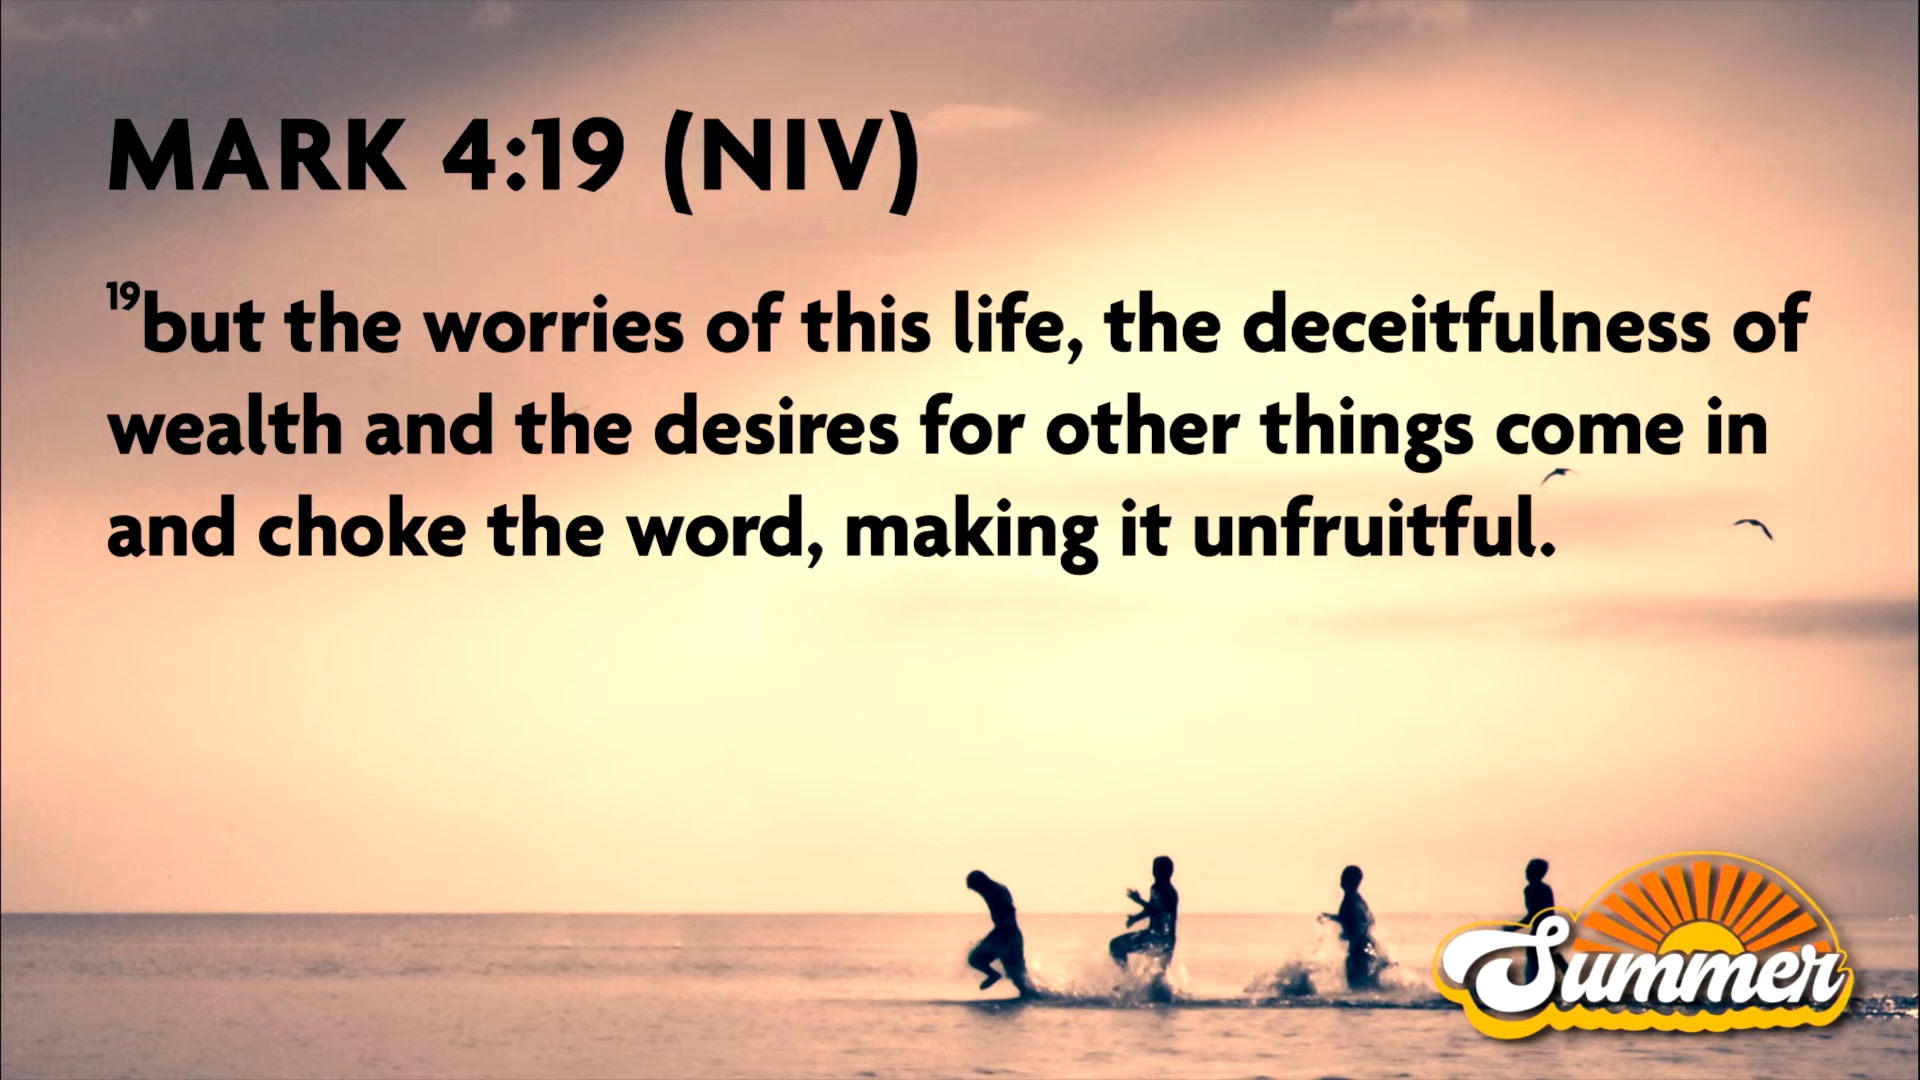 MARK 4:19 (NIV)
19but the worries of this life, the deceitfulness of
wealth and the desires for other things come in
and choke the word, making it unfruitful.
Summer